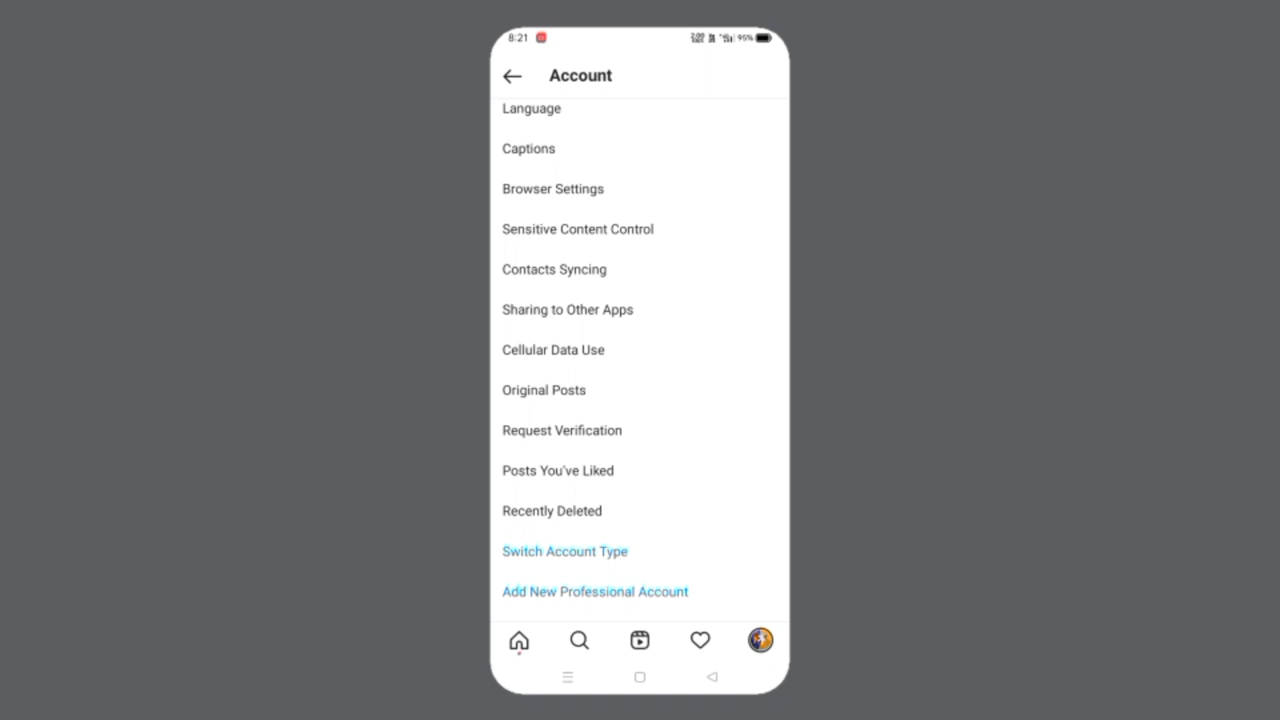 8:21
95%
Account
Language
Captions
Browser Settings
Sensitive Content Control
Contacts Syncing
Sharing to Other Apps
Cellular Data Use
Original Posts
Request Verification
Posts You've Liked
Recently Deleted
Switch Account Type
Add New Professional Account